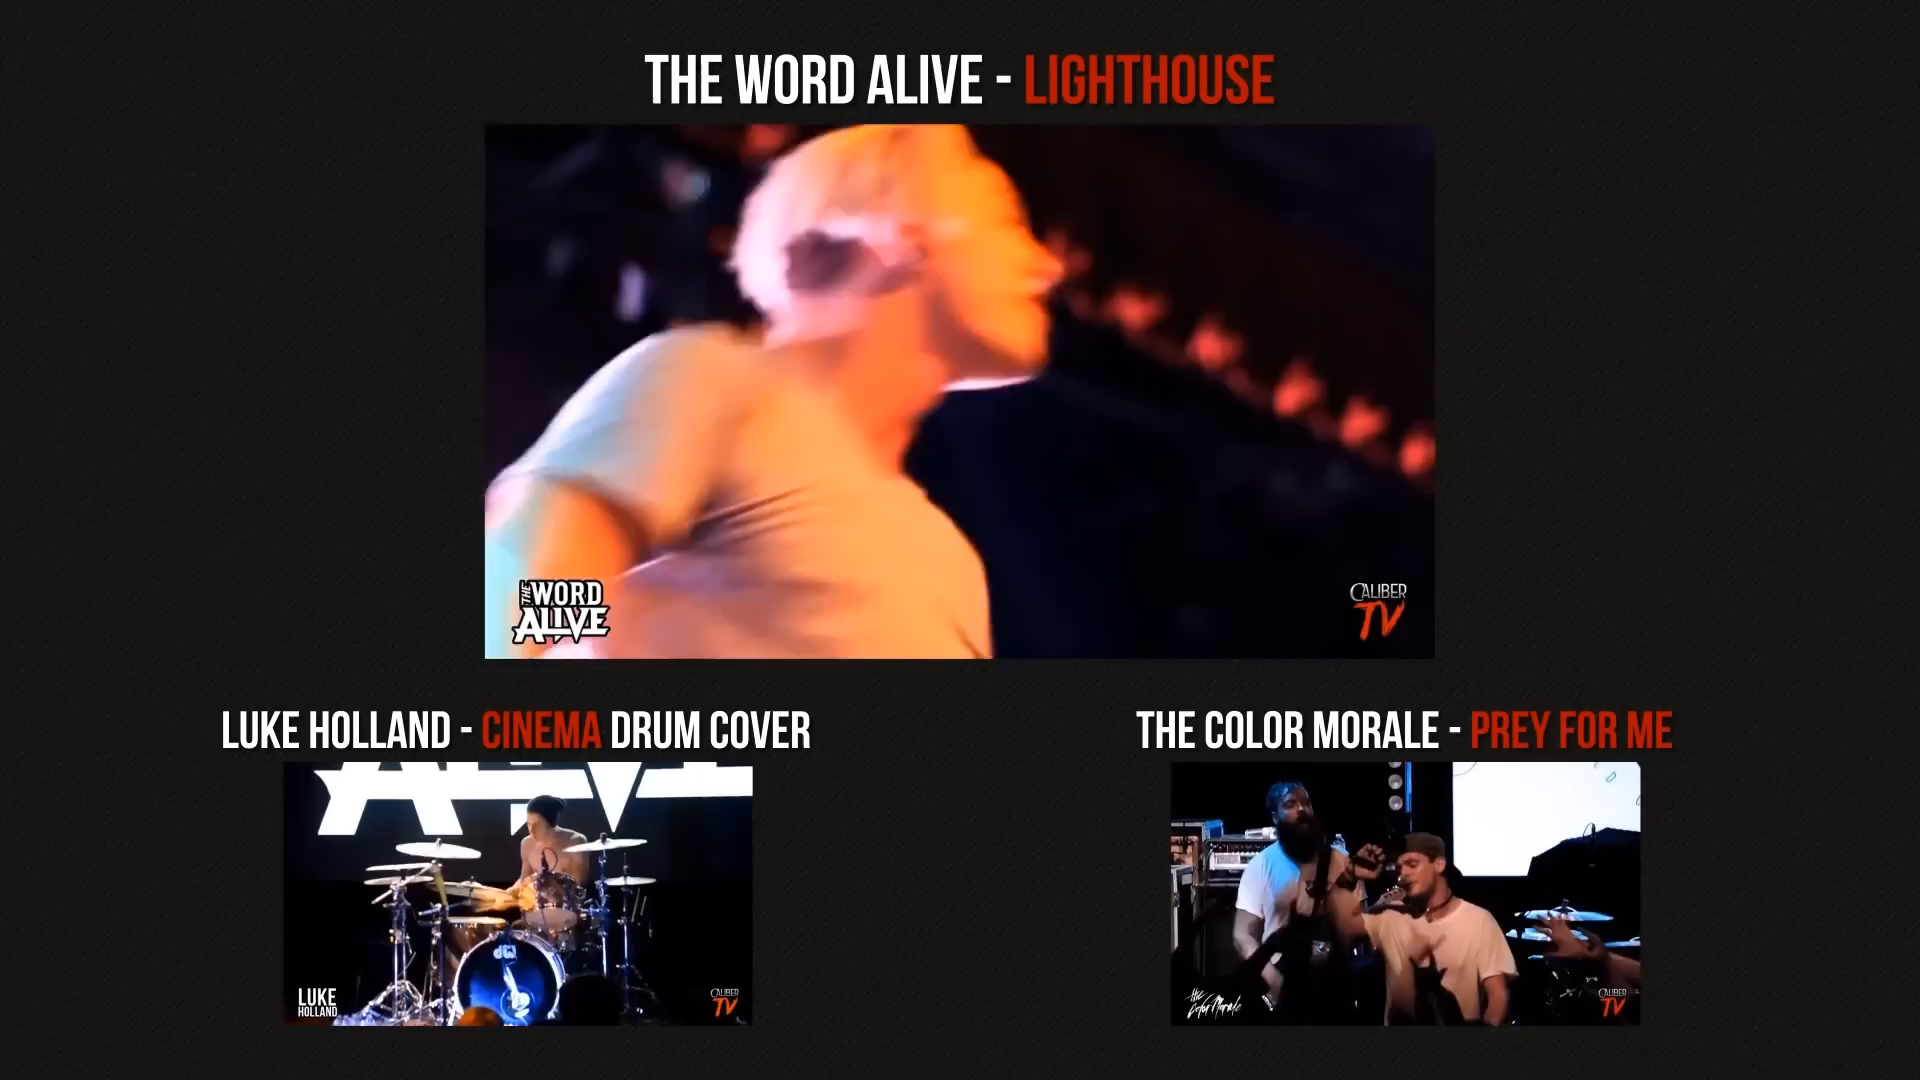 THE WORD ALIVE - LIGHTHOUSE
THE WORD
ALIVE
CALIBER
TV
LUKE HOLLAND - CINEMA DRUM COVER
THE COLOR MORALE - PREY FOR ME
dw
LUKE
HOLLAND
CALIBER
TV
the
Color Morale
CALIBER
TV